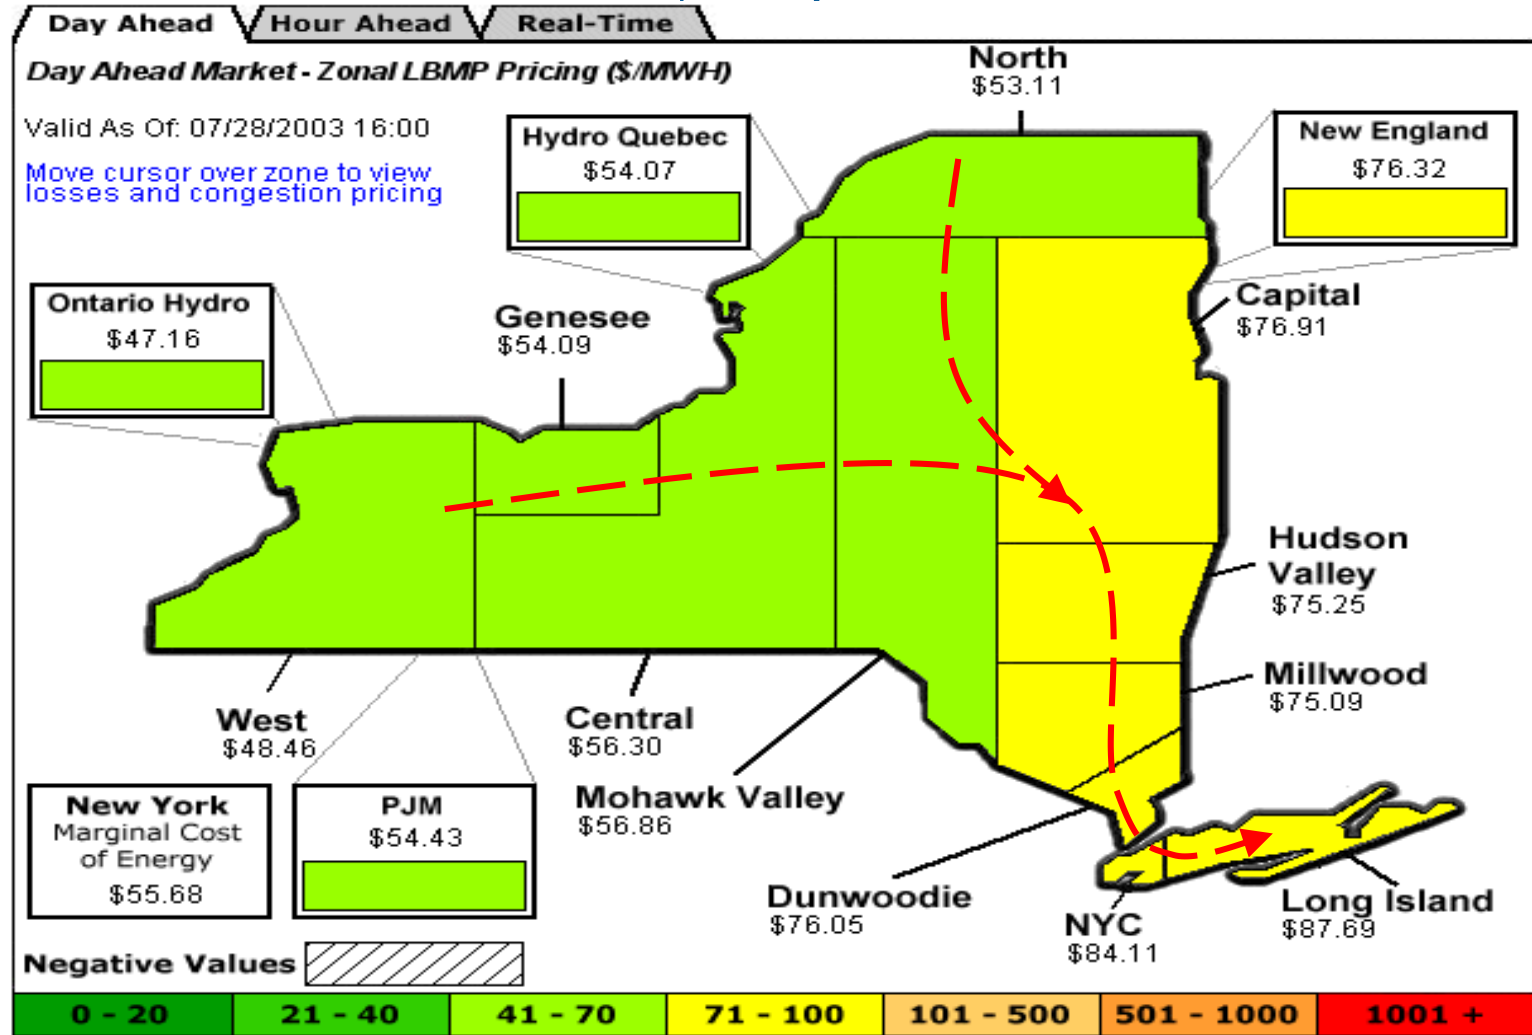 Day Ahead
Hour Ahead
Real-Time
Day Ahead Market - Zonal LBMP Pricing ($/MWH)
Valid As Of: 07/28/2003 16:00
Move cursor over zone to view
losses and congestion pricing
North
$53.11
Hydro Quebec
$54.07
New England
$76.32
Ontario Hydro
$47.16
Genesee
$54.09
Capital
$76.91
Hudson
Valley
$75.25
Millwood
$75.09
West
$48.46
Central
$56.30
Mohawk Valley
$56.86
New York
Marginal Cost
of Energy
$55.68
PJM
$54.43
Dunwoodie
$76.05
NYC
$84.11
Long Island
$87.69
Negative Values
0 - 20
21 - 40
41 - 70
71 - 100
101 - 500
501 - 1000
1001 +